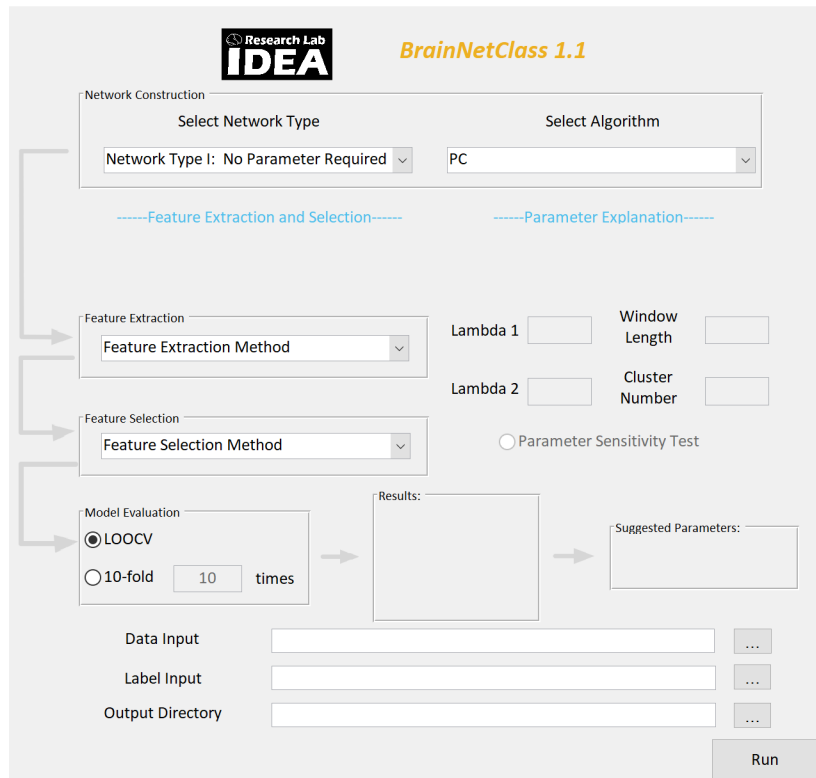 Research Lab
IDEA
BrainNetClass 1.1
Network Construction
Select Network Type
Select Algorithm
Network Type I: No Parameter Required
PC
------Feature Extraction and Selection------
------Parameter Explanation------
Feature Extraction
Feature Extraction Method
Lambda 1
Window
Length
Lambda 2
Cluster
Number
Feature Selection
Feature Selection Method
Parameter Sensitivity Test
Model Evaluation
LOOCV
10-fold 10 times
Results:
Suggested Parameters:
Data Input ...
Label Input ...
Output Directory ...
Run